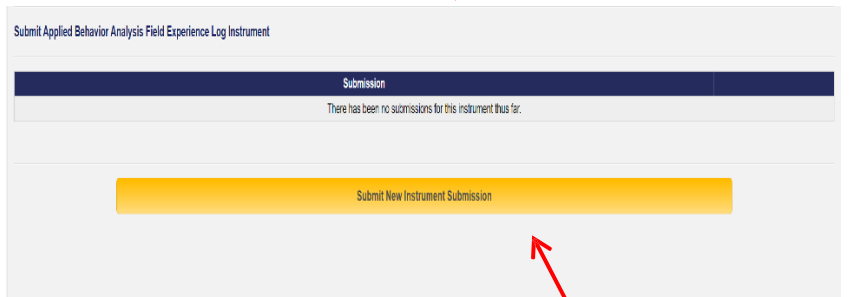 Submit Applied Behavior Analysis Field Experience Log Instrument
Submission
There has been no submissions for this instrument thus far.
Submit New Instrument Submission